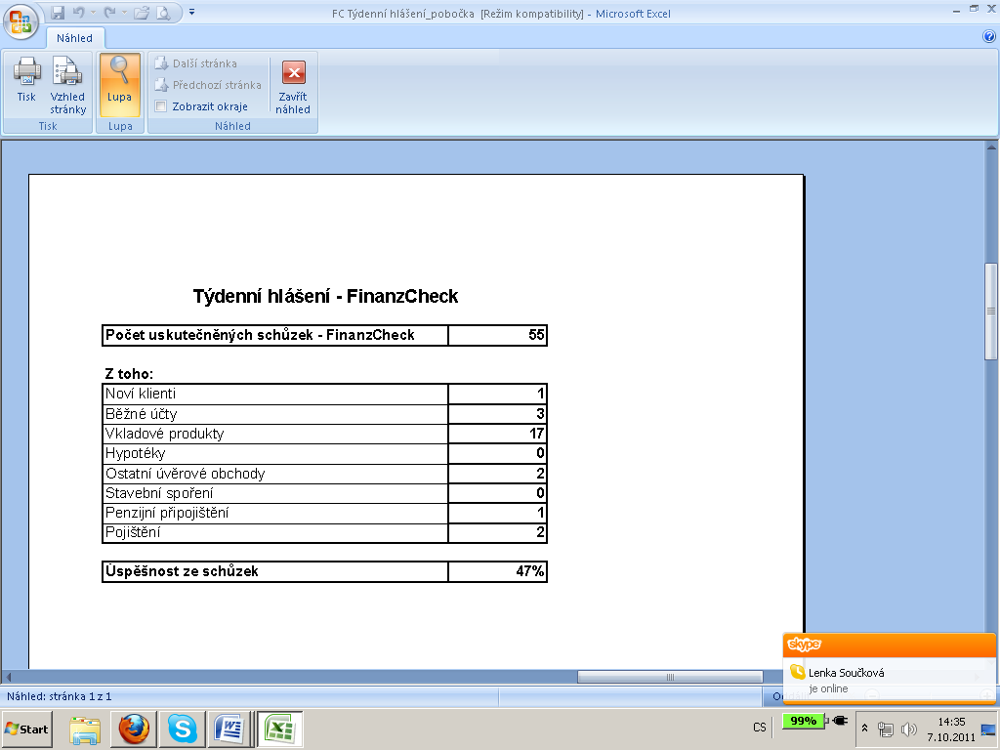 FC Týdenní hlášení_pobočka [Režim kompatibility] - Microsoft Excel
Náhled
Tisk
Vzhled stránky
Lupa
Další stránka
Předchozí stránka
Zobrazit okraje
Zavřít náhled
Tisk
Lupa
Náhled
Týdenní hlášení - FinanzCheck
Počet uskutečněných schůzek - FinanzCheck 55
Z toho:
Noví klienti 1
Běžné účty 3
Vkladové produkty 17
Hypotéky 0
Ostatní úvěrové obchody 2
Stavební spoření 0
Penzijní připojištění 1
Pojištění 2
Úspěšnost ze schůzek 47%
skype
Lenka Součková
je online
Náhled: stránka 1 z 1
Start
CS
99%
14:35
7.10.2011